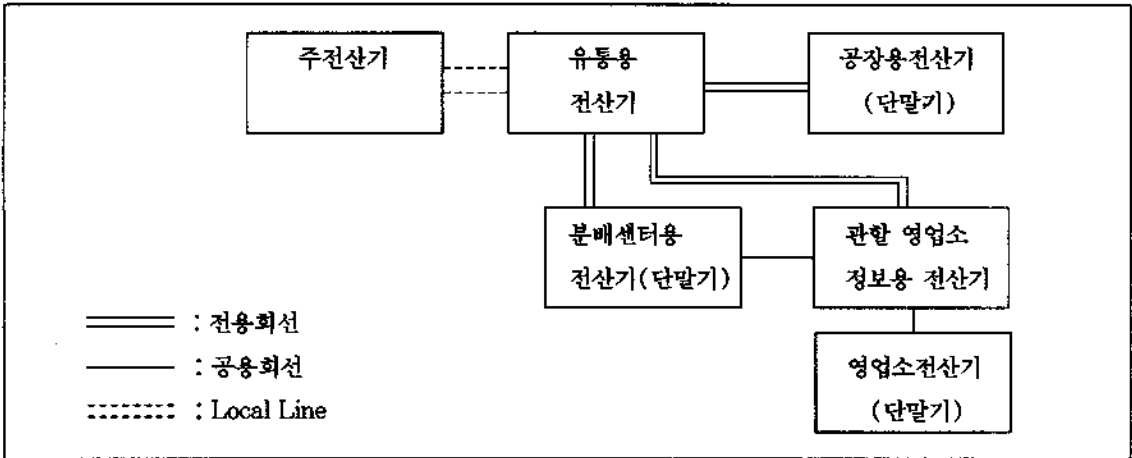 주전산기
유통용
전산기
공장용전산기
(단말기)
분배센터용
전산기(단말기)
관할 영업소
정보용 전산기
영업소전산기
(단말기)
: 전용회선
: 공용회선
: Local Line